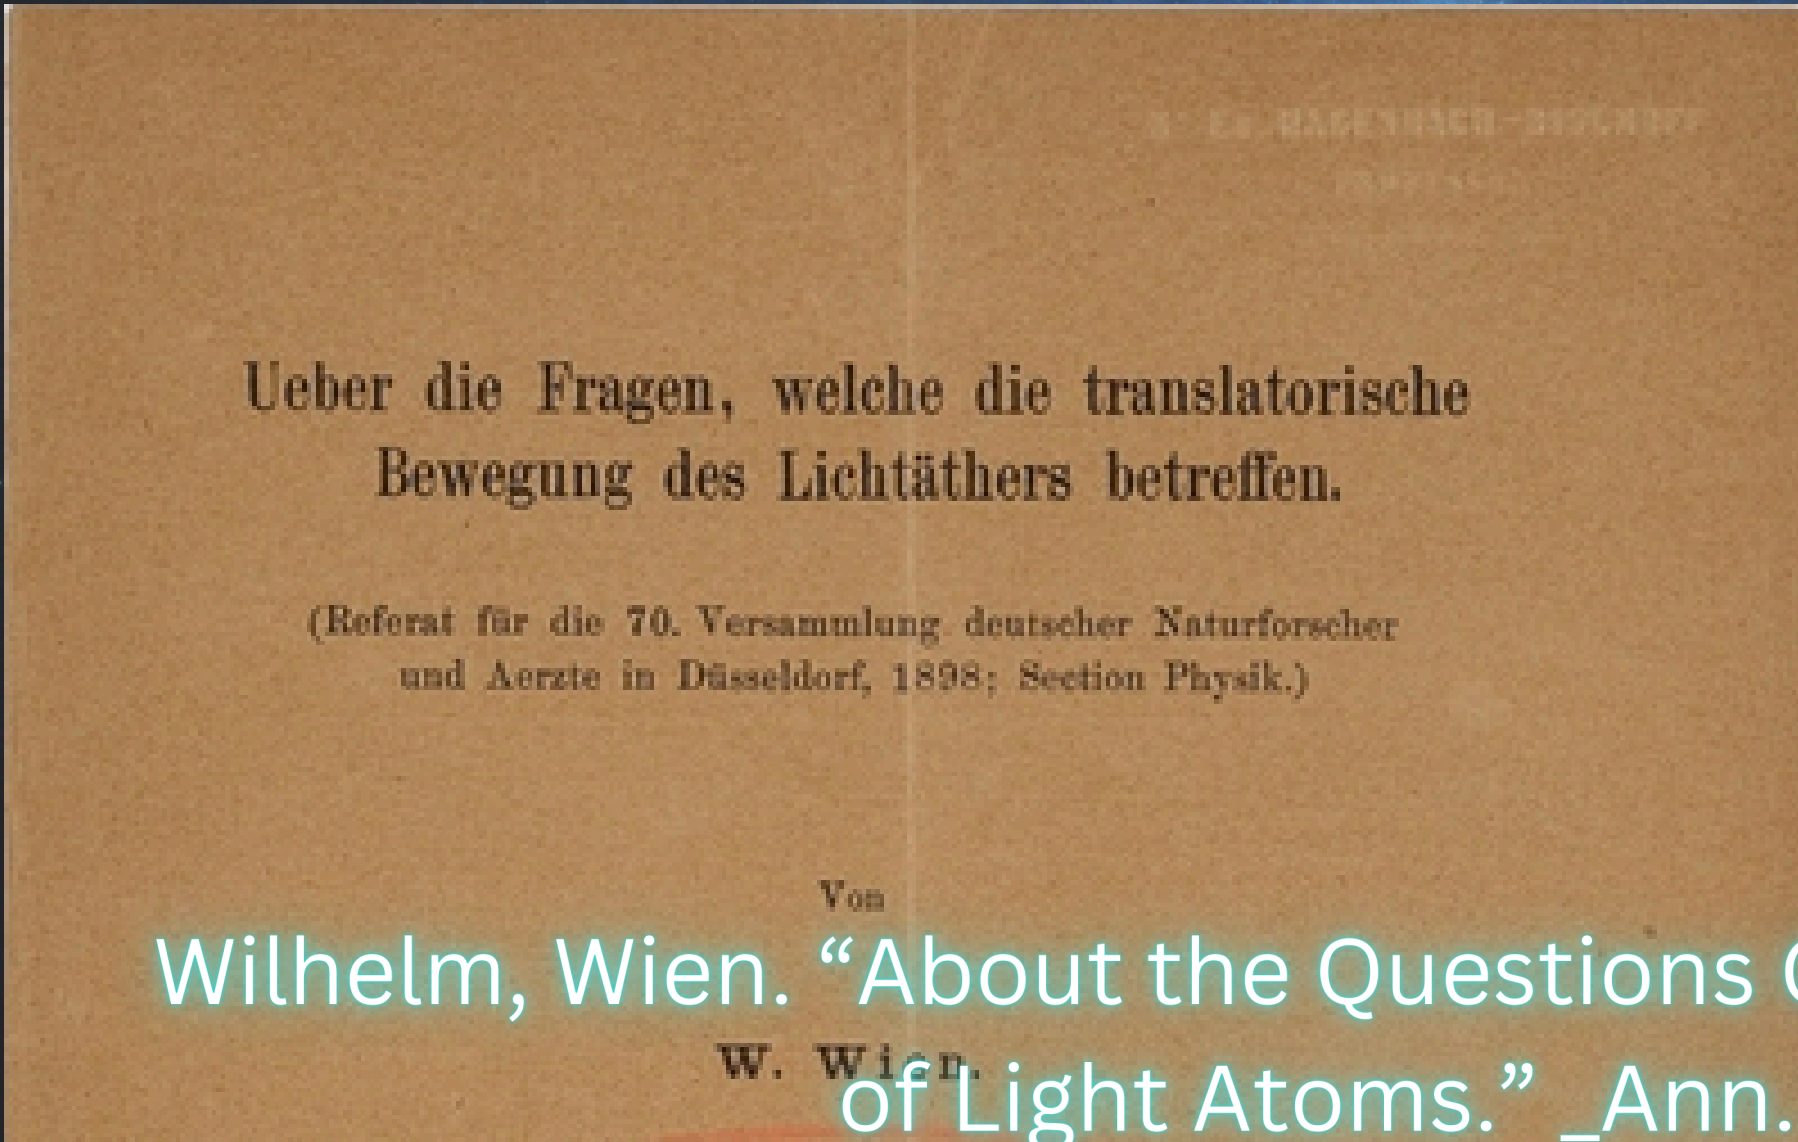 Ueber die Fragen, welche die translatorische
Bewegung des Lichtäthers betreffen.
(Referat für die 70. Versammlung deutscher Naturforscher
und Aerzte in Düsseldorf, 1898; Section Physik.)
Von
Wilhelm, Wien. “About the Questions
W. Wien.
of Light Atoms.” _Ann.